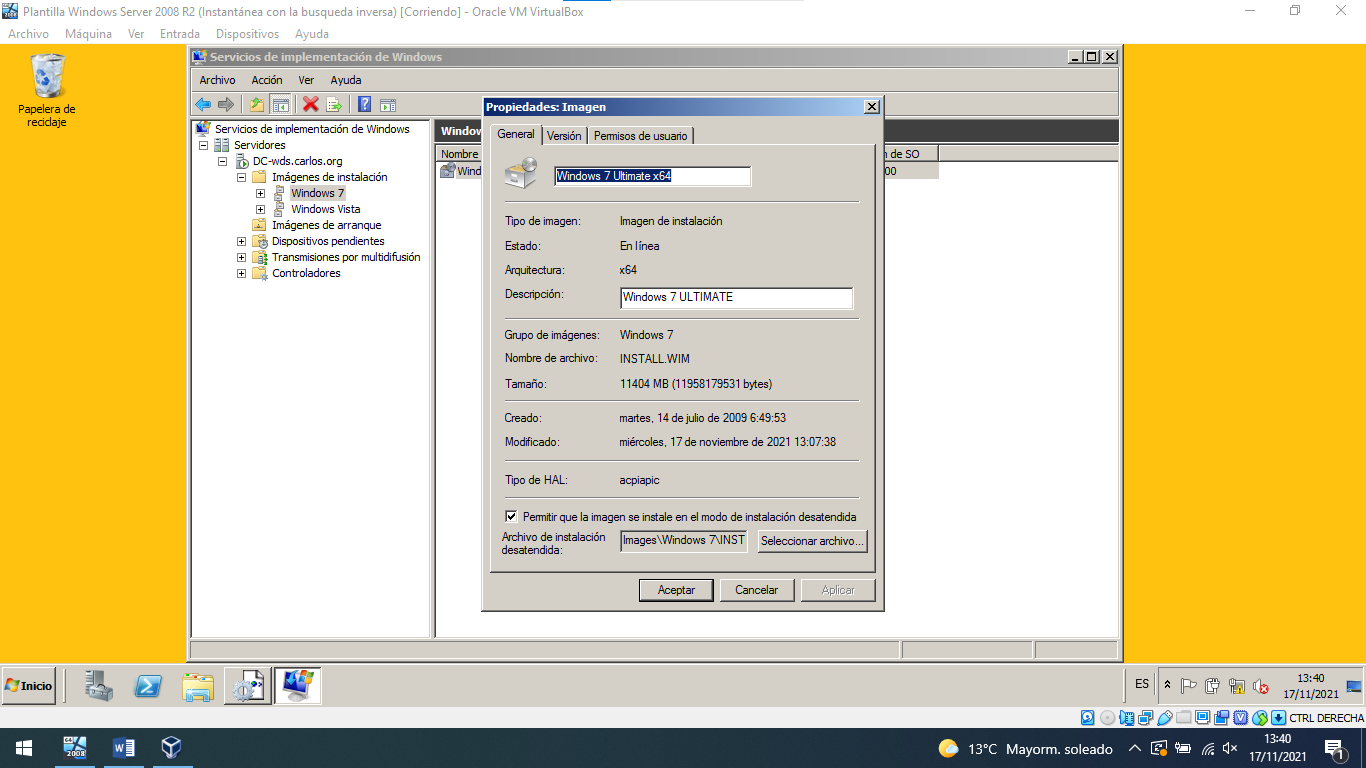 Plantilla Windows Server 2008 R2 (Instantánea con la busqueda inversa) [Corriendo] - Oracle VM VirtualBox
Archivo Máquina Ver Entrada Dispositivos Ayuda
Papelera de
reciclaje
Servicios de implementación de Windows
Archivo Acción Ver Ayuda
Servicios de implementación de Windows
Servidores
DC-wds.carlos.org
Imágenes de instalación
Windows 7
Windows Vista
Imágenes de arranque
Dispositivos pendientes
Transmisiones por multidifusión
Controladores
Window
Nombre
n de SO
Wind
00
Propiedades: Imagen
General Versión Permisos de usuario
Windows 7 Ultimate x64
Tipo de imagen: Imagen de instalación
Estado: En línea
Arquitectura: x64
Descripción: Windows 7 ULTIMATE
Grupo de imágenes: Windows 7
Nombre de archivo: INSTALL.WIM
Tamaño: 11404 MB (11958179531 bytes)
Creado: martes, 14 de julio de 2009 6:49:53
Modificado: miércoles, 17 de noviembre de 2021 13:07:38
Tipo de HAL: acpiapic
Permitir que la imagen se instale en el modo de instalación desatendida
Archivo de instalación
desatendida:
Images\Windows 7\INST
Seleccionar archivo...
Aceptar Cancelar Aplicar
Inicio
ES
13:40
17/11/2021
CTRL DERECHA
2008
13°C Mayorm. soleado
13:40
17/11/2021
1